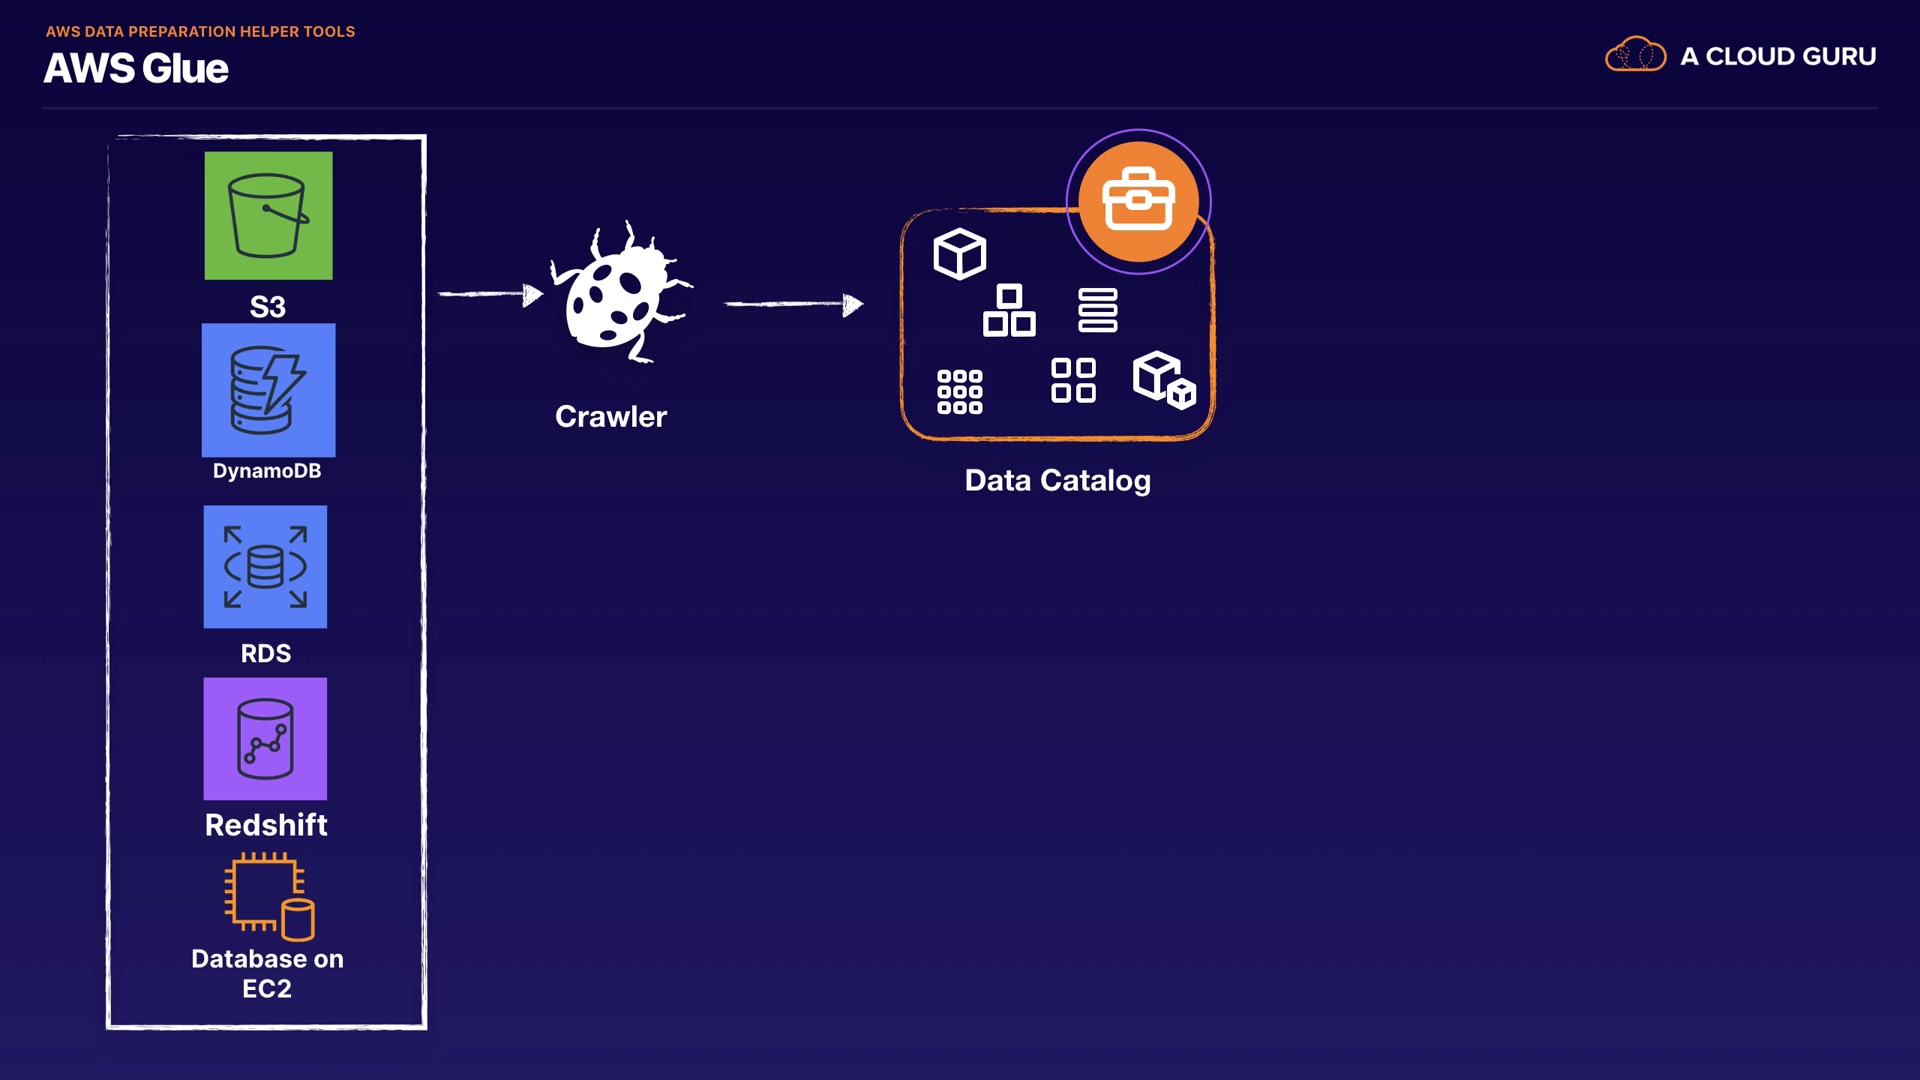 AWS DATA PREPARATION HELPER TOOLS
AWS Glue
A CLOUD GURU
S3
DynamoDB
RDS
Redshift
Database on
EC2
Crawler
Data Catalog